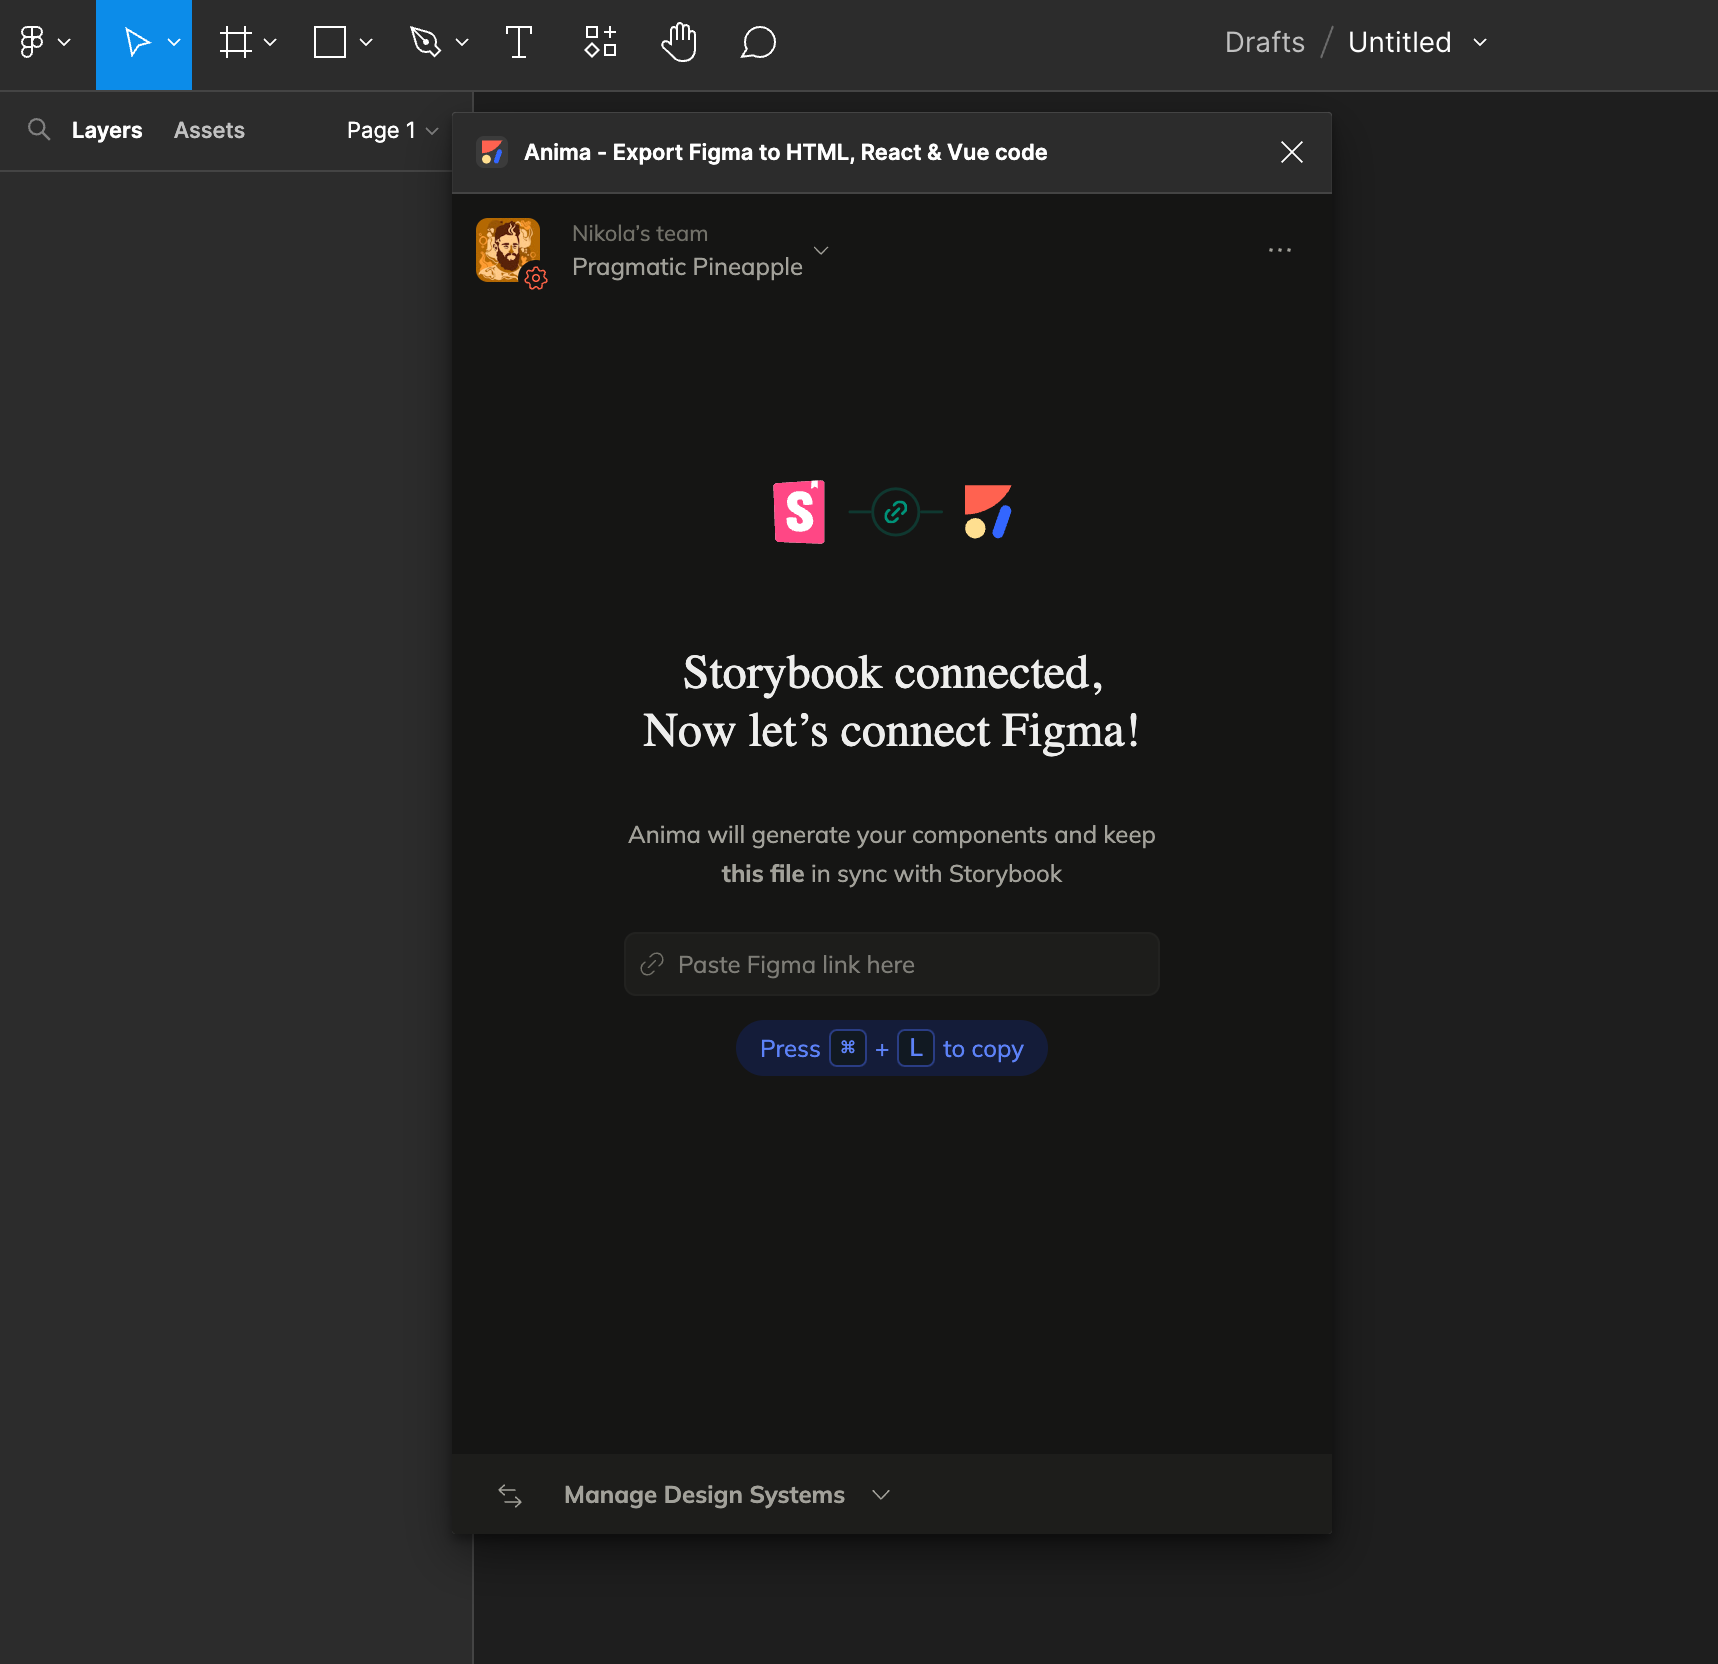 Drafts / Untitled
Layers Assets Page 1
Anima - Export Figma to HTML, React & Vue code
Nikola's team
Pragmatic Pineapple
S
Storybook connected,
Now let’s connect Figma!
Anima will generate your components and keep
this file in sync with Storybook
Paste Figma link here
Press ⌘ + L to copy
Manage Design Systems